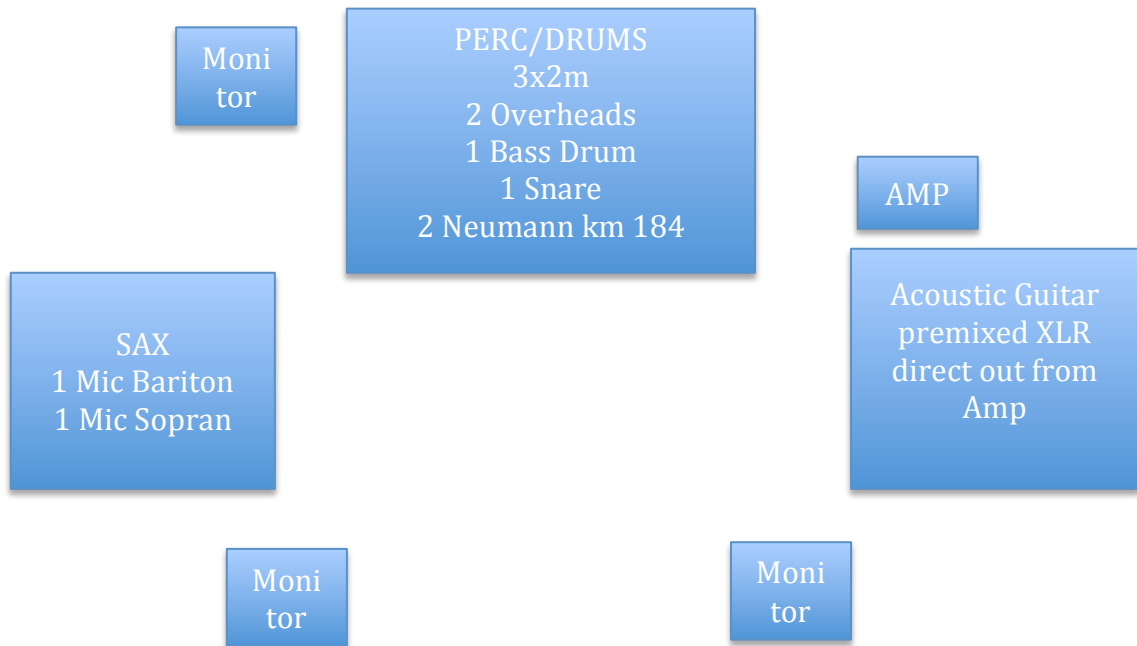 Moni
tor
PERC/DRUMS
3x2m
2 Overheads
1 Bass Drum
1 Snare
2 Neumann km 184
AMP
SAX
1 Mic Bariton
1 Mic Sopran
Acoustic Guitar
premixed XLR
direct out from
Amp
Moni
tor
Moni
tor